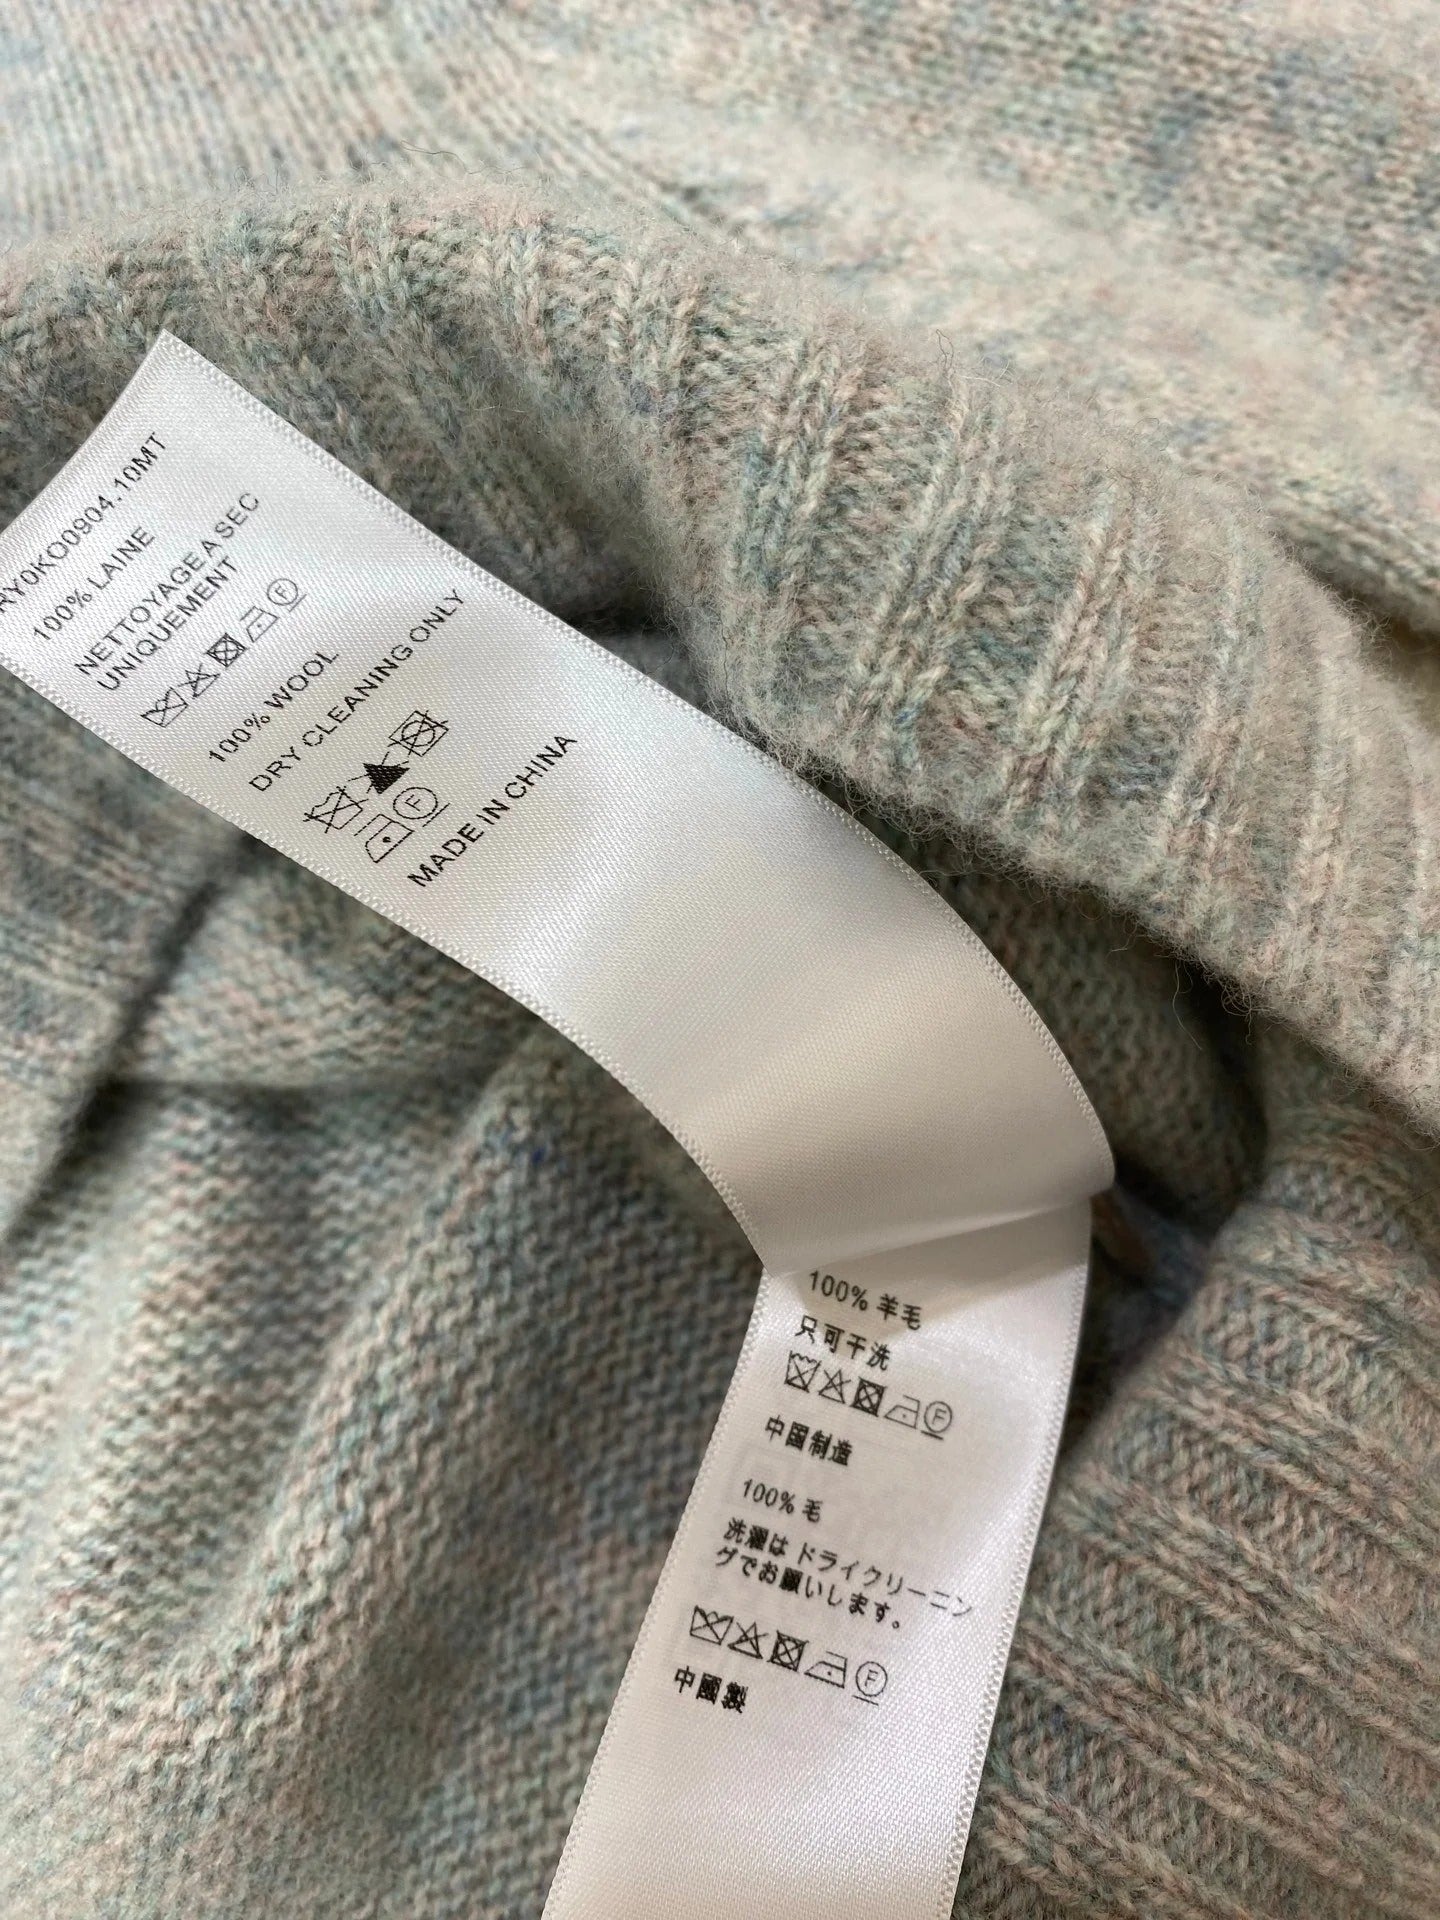 RY0KO0904.10MT
100% LAINE
NETTOYAGE A SEC
UNIQUEMENT
F
100% WOOL
DRY CLEANING ONLY
F
MADE IN CHINA
100% 羊毛
只可干洗
F
中国制造
100% 毛
洗濯は ドライクリーニン
グでお願いします。
F
中國製